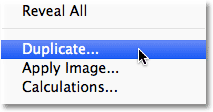 Reveal All
Duplicate...
Apply Image...
Calculations...